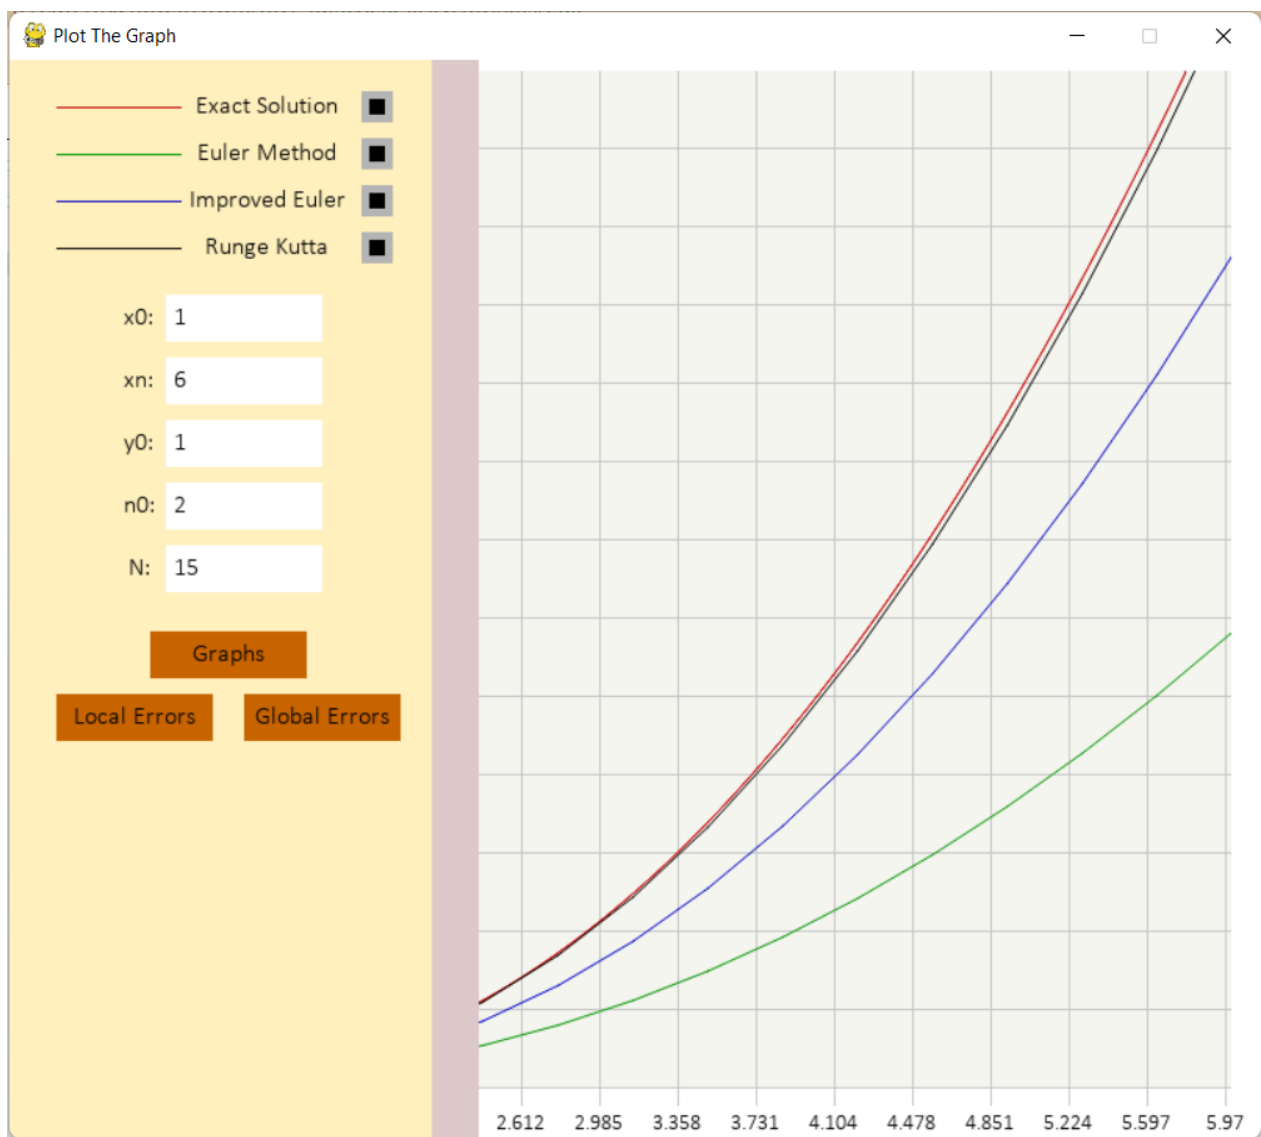 Plot The Graph
Exact Solution
Euler Method
Improved Euler
Runge Kutta
x0: 1
xn: 6
y0: 1
n0: 2
N: 15
Graphs
Local Errors Global Errors
2.612 2.985 3.358 3.731 4.104 4.478 4.851 5.224 5.597 5.97